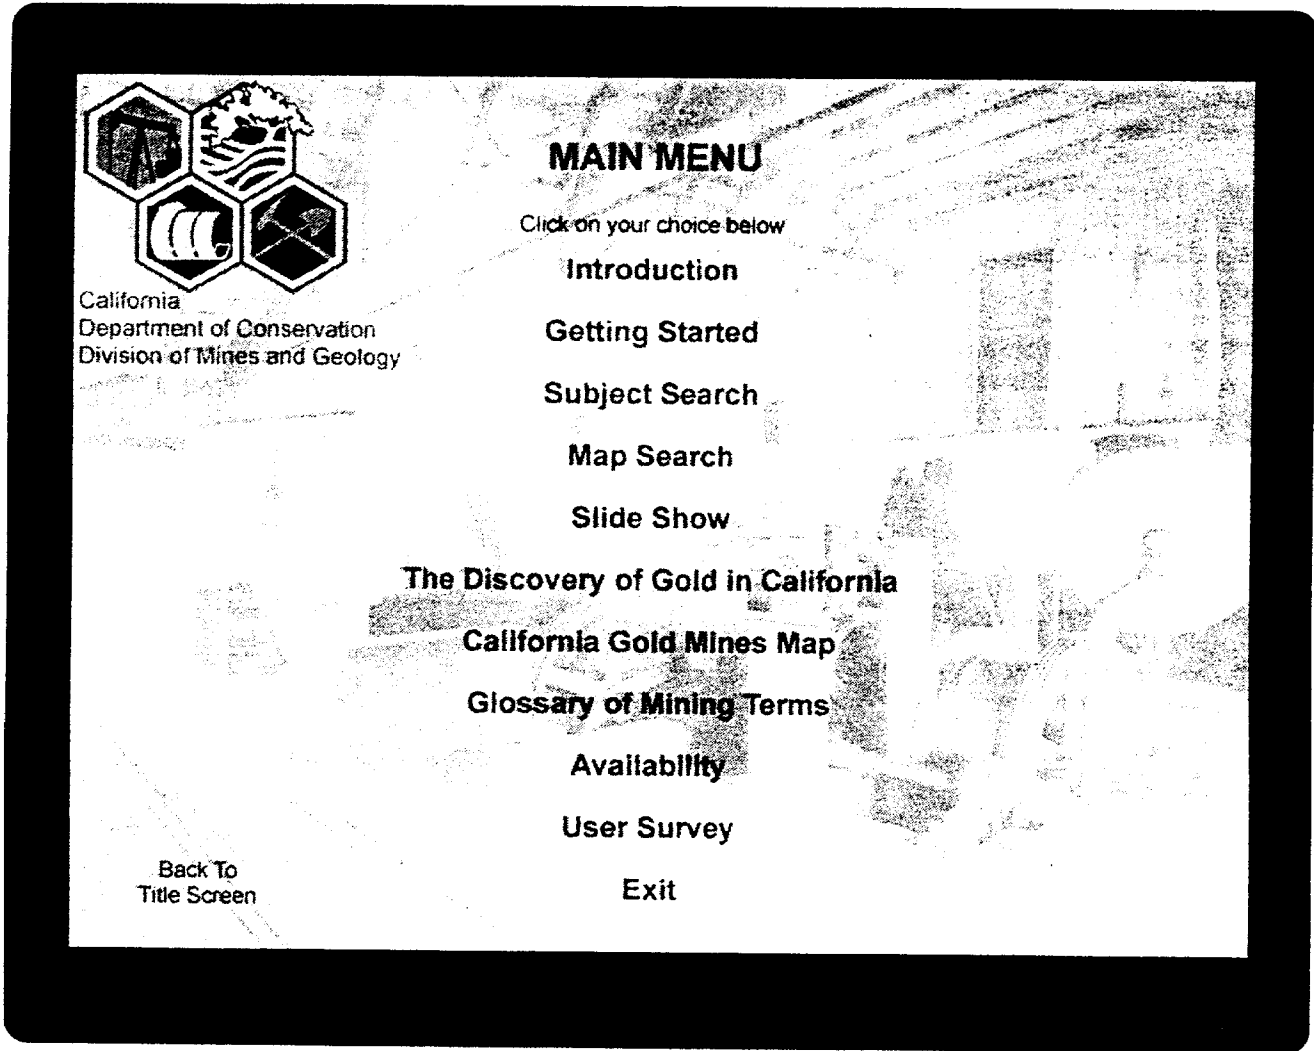 MAIN MENU
Click on your choice below
Introduction
California
Department of Conservation
Division of Mines and Geology
Getting Started
Subject Search
Map Search
Slide Show
The Discovery of Gold in California
California Gold Mines Map
Glossary of Mining Terms
Availability
User Survey
Back To
Title Screen
Exit